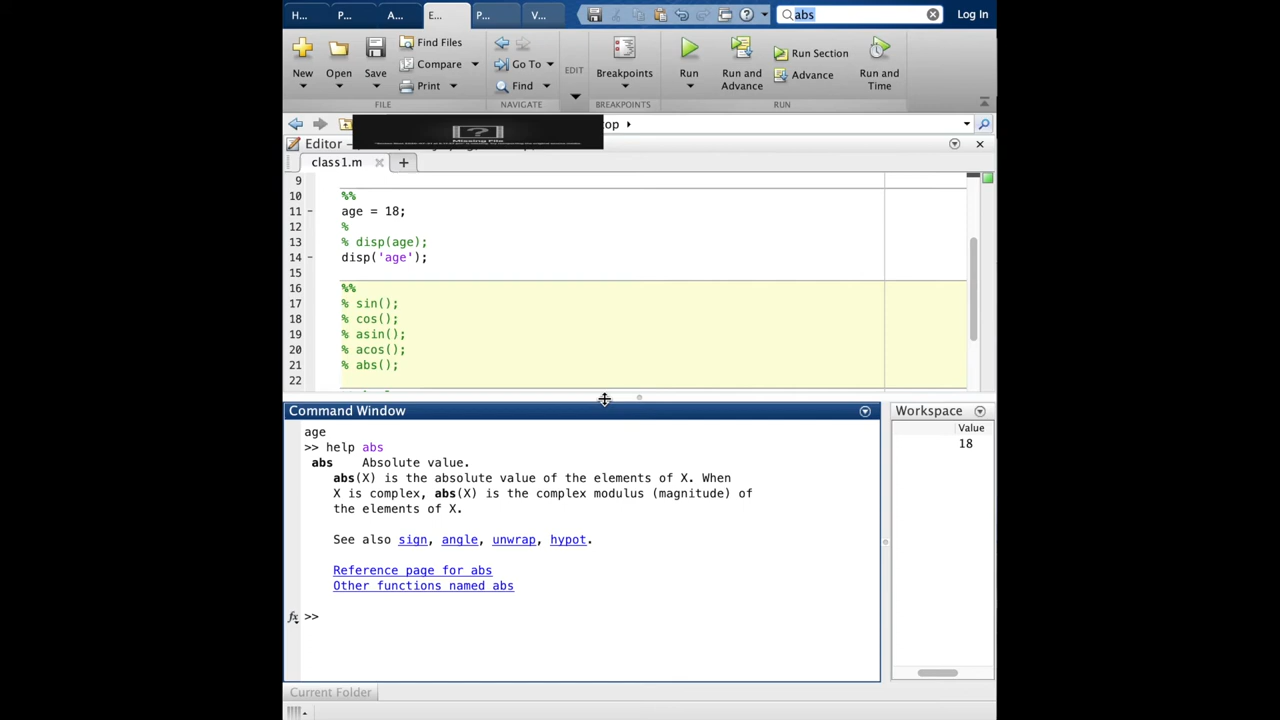 H... P... A... E... P... V... abs Log In
New Open Save Find Files Compare Print Go To Find EDIT Breakpoints Run Run and Advance Run Section Advance Run and Time
FILE NAVIGATE BREAKPOINTS RUN
top
? Missing File
Editor –
class1.m
9
10 %%
11 – age = 18;
12 %
13 % disp(age);
14 – disp('age');
15
16 %%
17 % sin();
18 % cos();
19 % asin();
20 % acos();
21 % abs();
22
Command Window
age
>> help abs
abs Absolute value.
abs(X) is the absolute value of the elements of X. When
X is complex, abs(X) is the complex modulus (magnitude) of
the elements of X.
See also sign, angle, unwrap, hypot.
Reference page for abs
Other functions named abs
fx >>
Workspace
Value
18
Current Folder